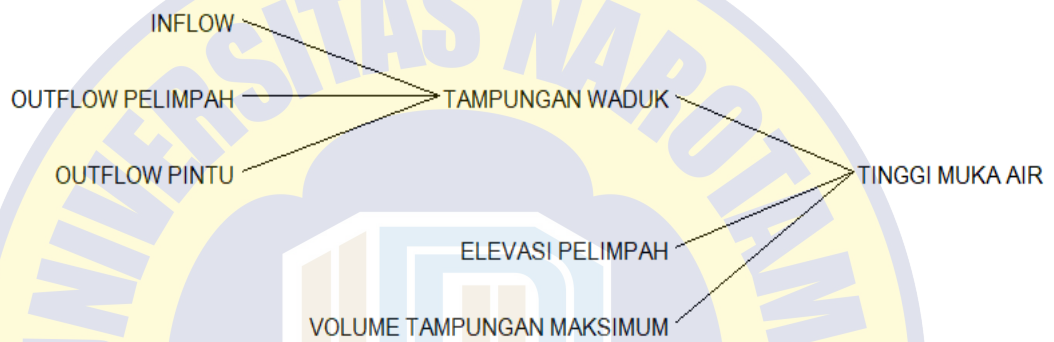 INFLOW
OUTFLOW PELIMPAH
TAMPUNGAN WADUK
OUTFLOW PINTU
TINGGI MUKA AIR
ELEVASI PELIMPAH
VOLUME TAMPUNGAN MAKSIMUM
UNIVERSITAS NAROTAMA